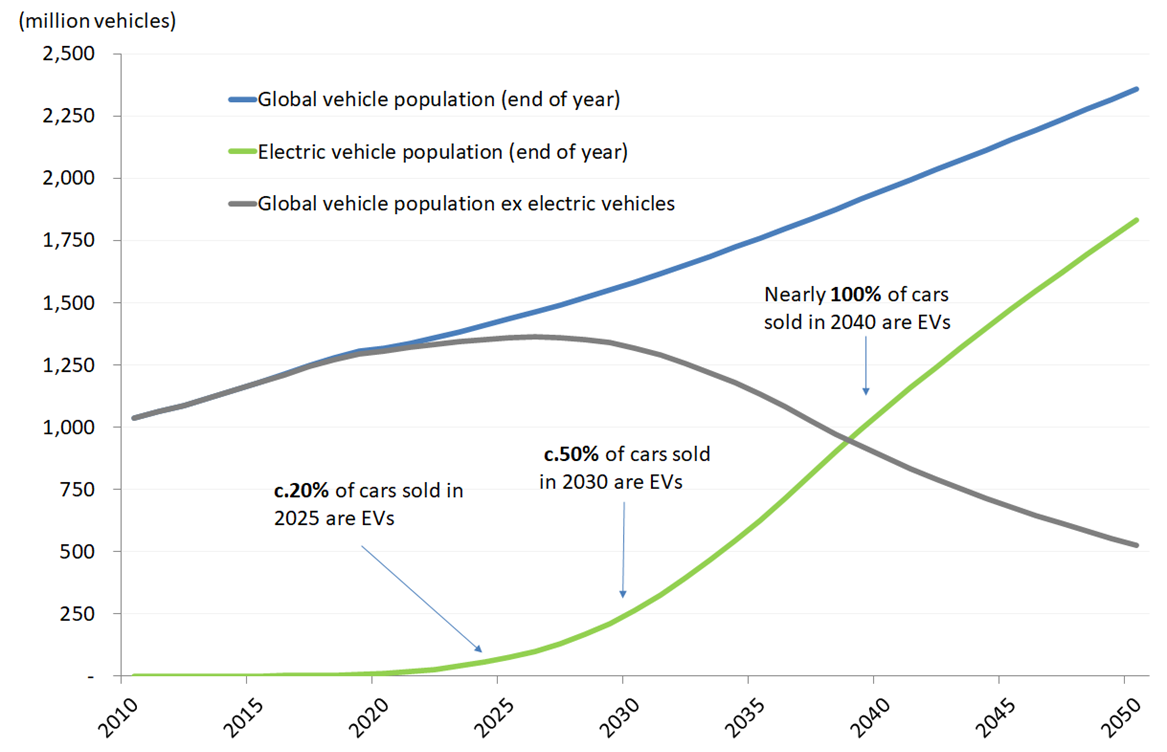 (million vehicles)
2,500
2,250
2,000
1,750
1,500
1,250
1,000
750
500
250
-
Global vehicle population (end of year)
Electric vehicle population (end of year)
Global vehicle population ex electric vehicles
Nearly 100% of cars
sold in 2040 are EVs
c.50% of cars sold
in 2030 are EVs
c.20% of cars sold in
2025 are EVs
2010
2015
2020
2025
2030
2035
2040
2045
2050